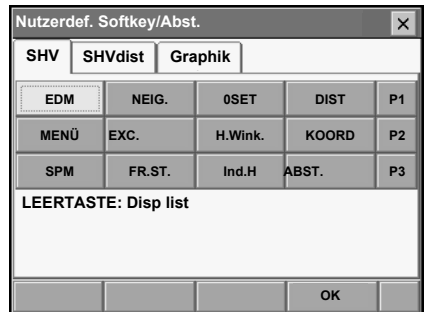 Nutzerdef. Softkey/Abst. ×
SHV SHVdist Graphik
EDM NEIG. 0SET DIST P1
MENÜ EXC. H.Wink. KOORD P2
SPM FR.ST. Ind.H ABST. P3
LEERTASTE: Disp list
OK